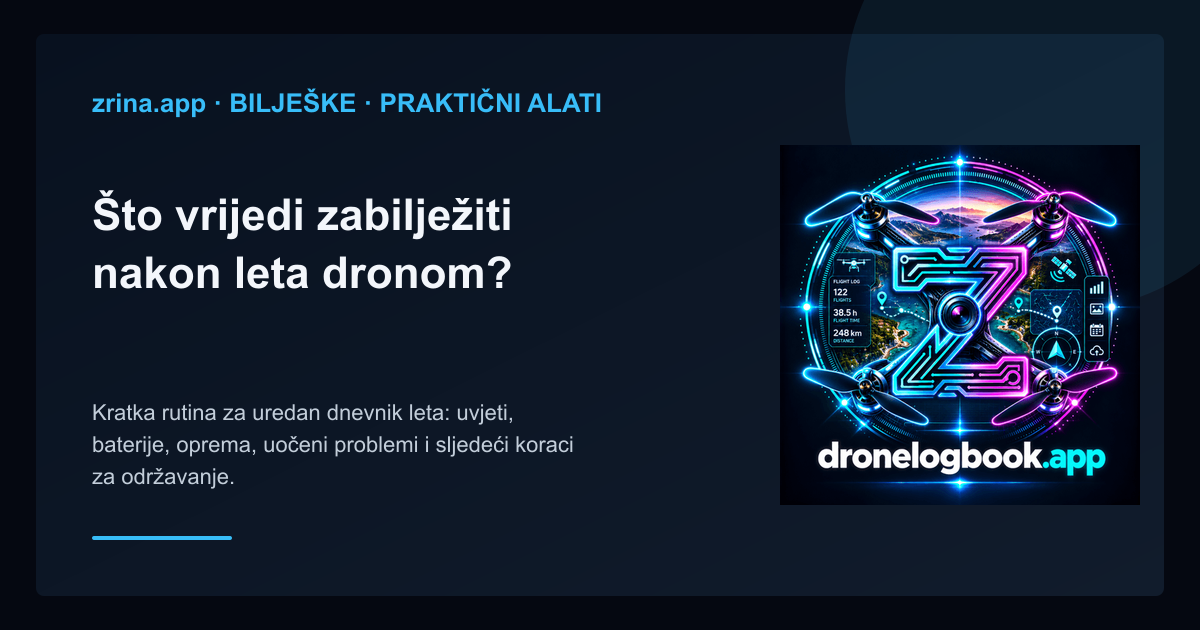 zrina.app · BILJEŠKE · PRAKTIČNI ALATI
Što vrijedi zabilježiti
nakon leta dronom?
Kratka rutina za uredan dnevnik leta: uvjeti,
baterije, oprema, uočeni problemi i sljedeći koraci
za održavanje.
FLIGHT LOG
122
FLIGHTS
38.5 h
FLIGHT TIME
248 km
DISTANCE
N
W
E
Z
dronelogbook.app